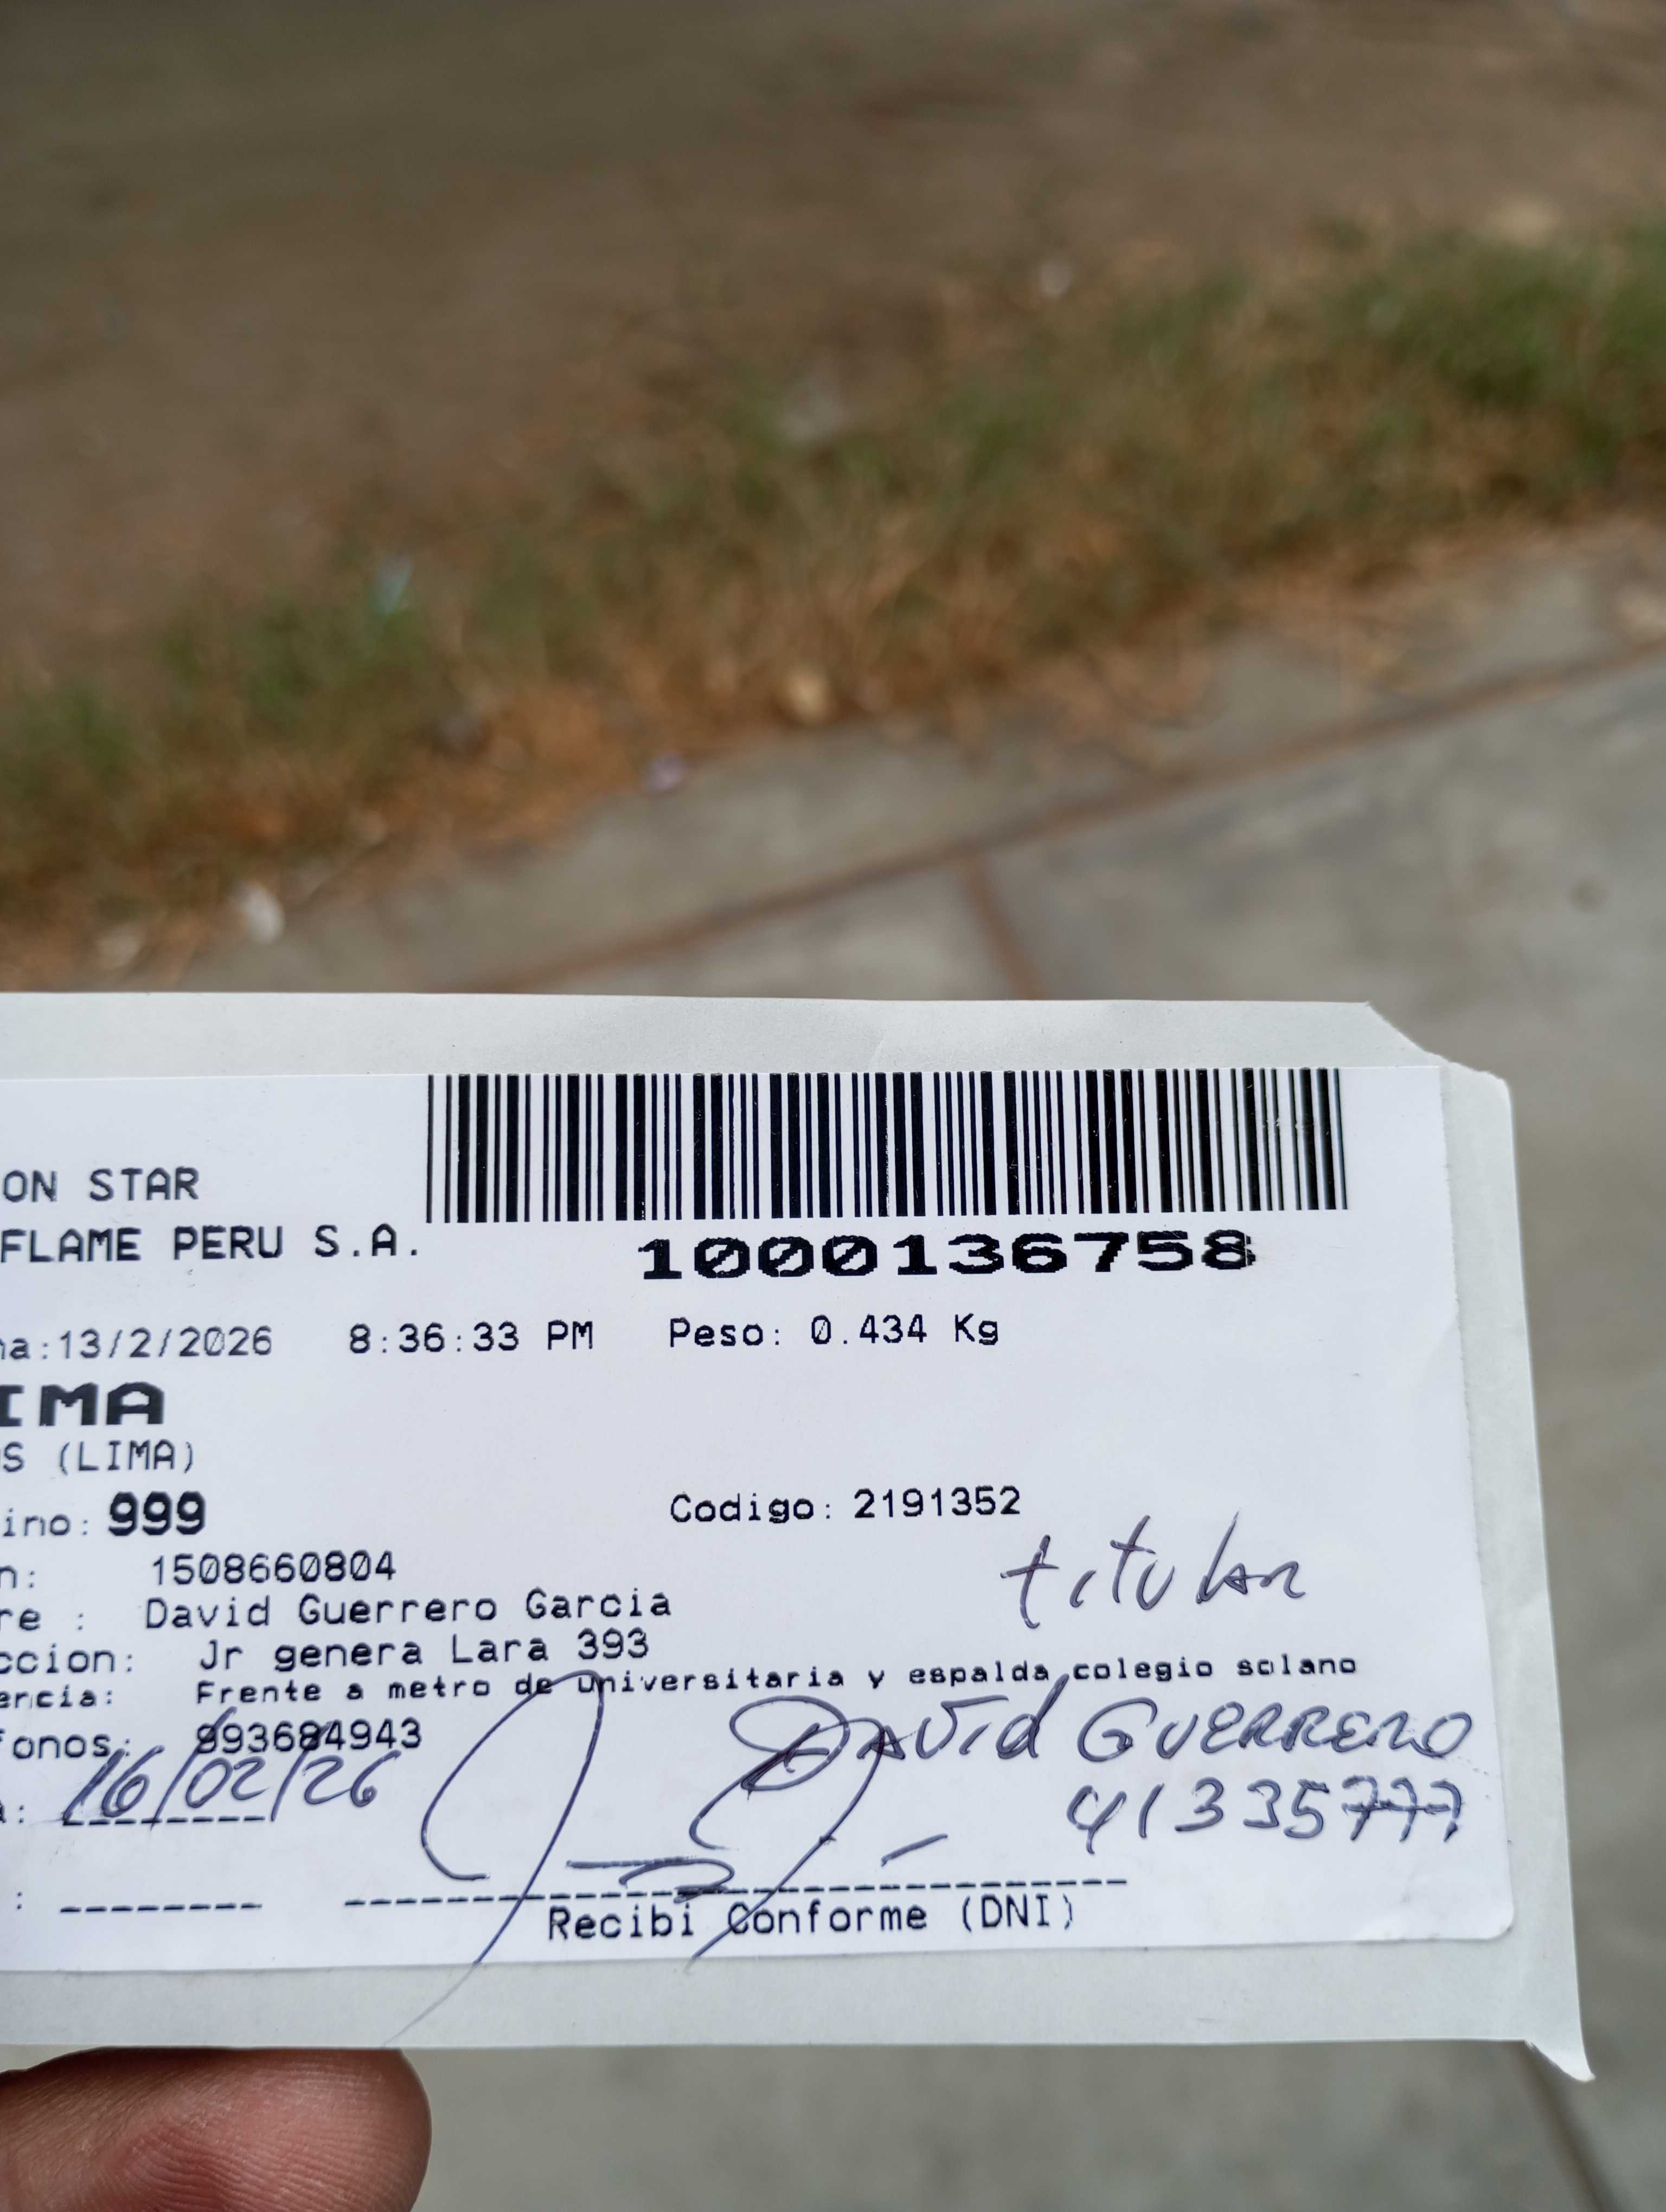 ON STAR
FLAME PERU S.A.
1000136758
a:13/2/2026 8:36:33 PM Peso: 0.434 Kg
IMA
S (LIMA)
ino: 999
Codigo: 2191352
n: 1508660804
titular
re : David Guerrero Garcia
ccion: Jr genera Lara 393
encia: Frente a metro de universitaria y espalda colegio solano
fonos: 993684943
DAVId GUERRERO
a: 16/02/26
41335777
: --------
Recibi Conforme (DNI)